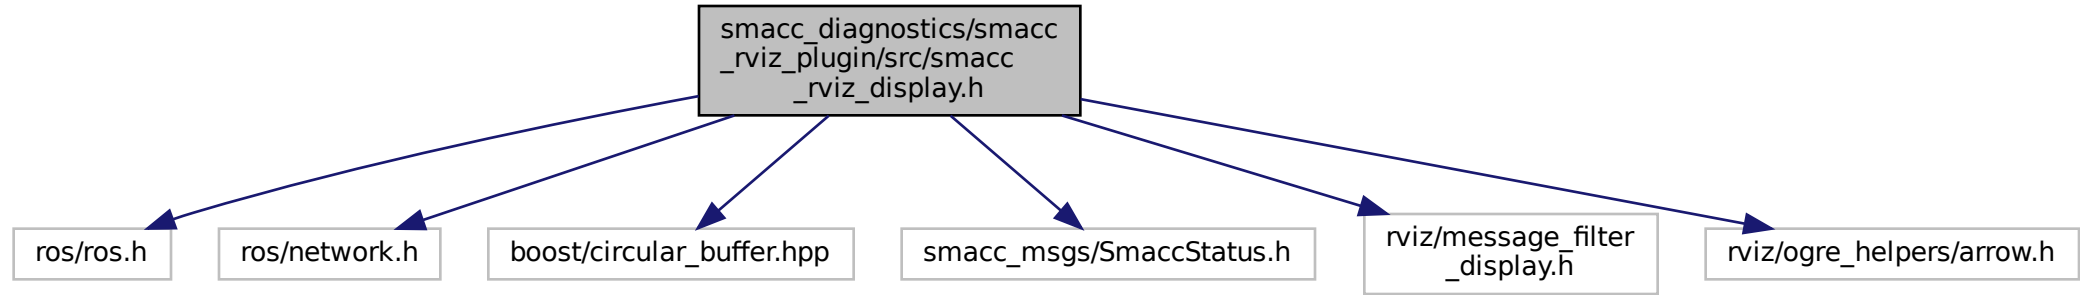 smacc_diagnostics/smacc
_rviz_plugin/src/smacc
_rviz_display.h
ros/ros.h
ros/network.h
boost/circular_buffer.hpp
smacc_msgs/SmaccStatus.h
rviz/message_filter
_display.h
rviz/ogre_helpers/arrow.h